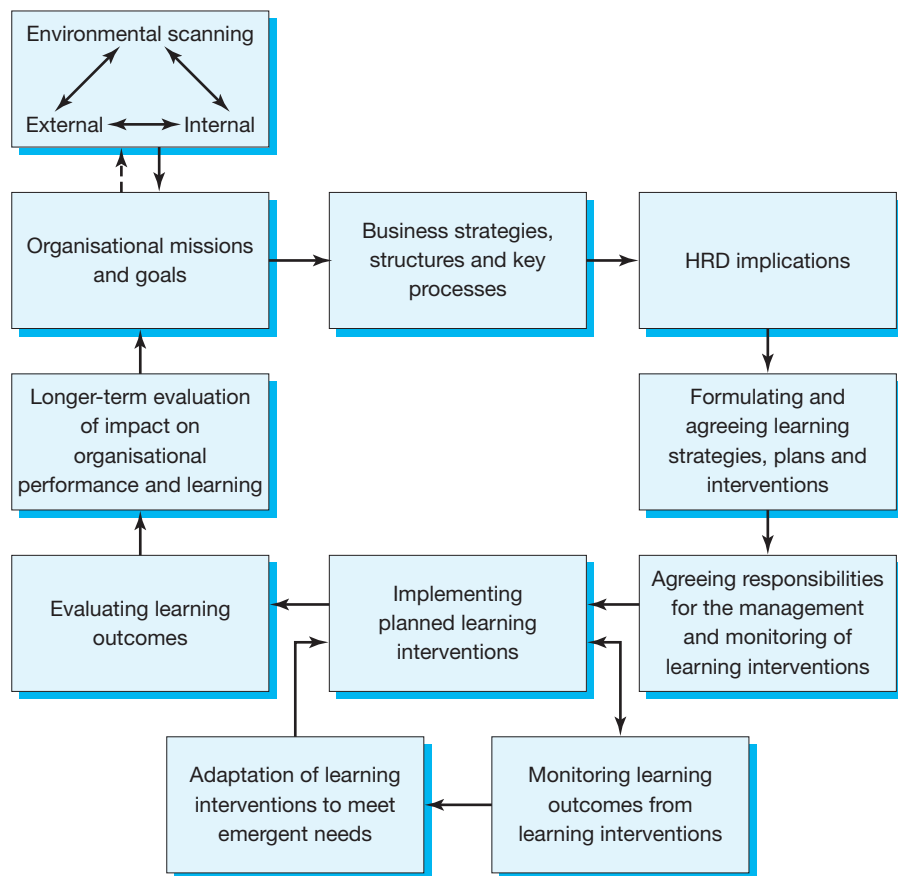 Environmental scanning
External
Internal
Organisational missions
and goals
Business strategies,
structures and key
processes
HRD implications
Longer-term evaluation
of impact on
organisational
performance and learning
Formulating and
agreeing learning
strategies, plans and
interventions
Evaluating learning
outcomes
Implementing
planned learning
interventions
Agreeing responsibilities
for the management
and monitoring of
learning interventions
Adaptation of learning
interventions to meet
emergent needs
Monitoring learning
outcomes from
learning interventions